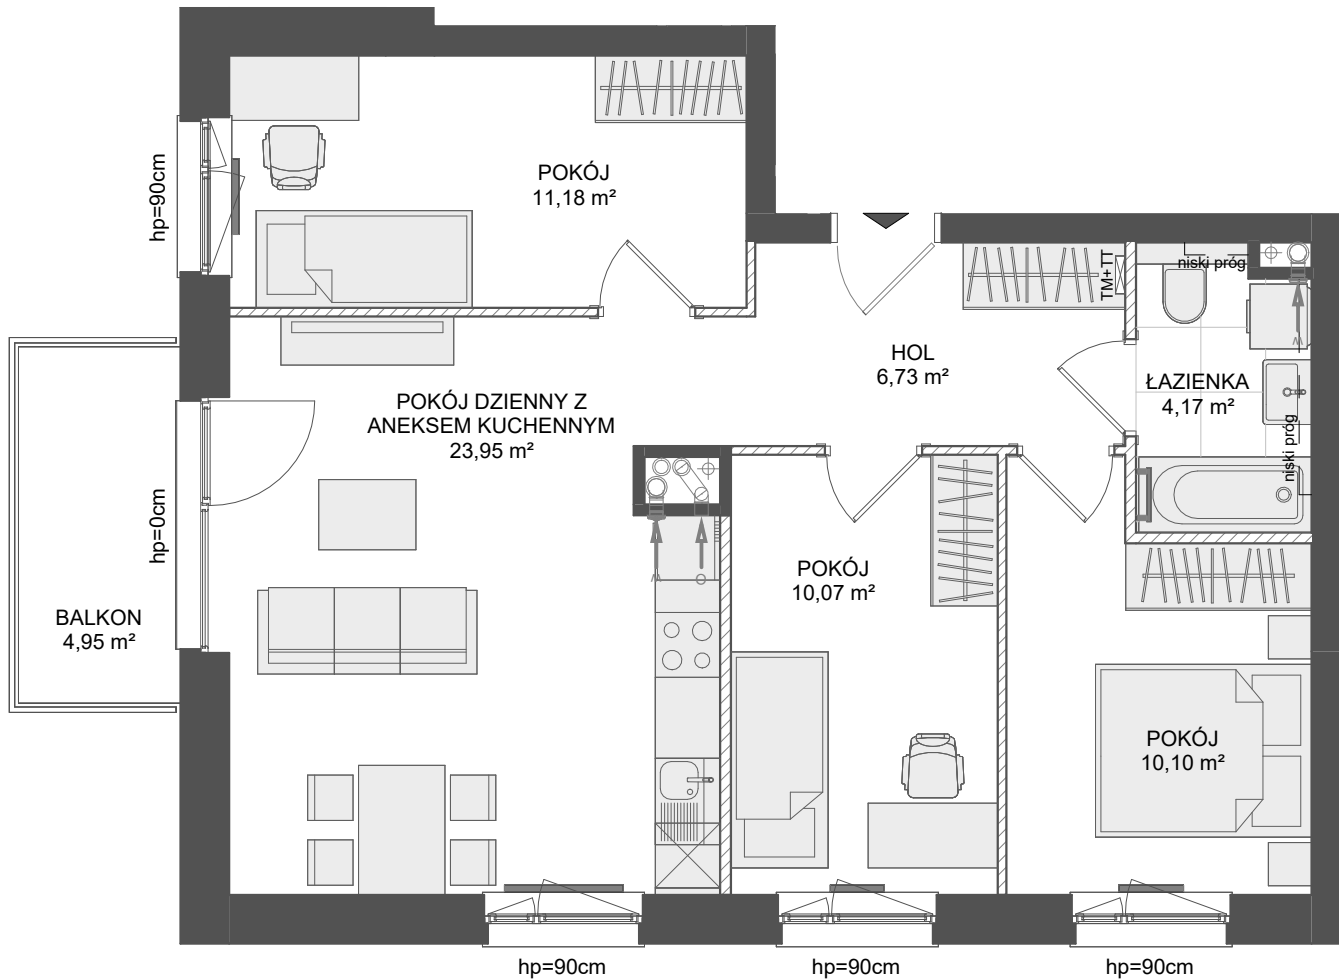 POKÓJ
11,18 m²
hp=90cm
TM+TT
niski próg
HOL
6,73 m²
ŁAZIENKA
4,17 m²
niski próg
POKÓJ DZIENNY Z
ANEKSEM KUCHENNYM
23,95 m²
hp=0cm
BALKON
4,95 m²
POKÓJ
10,07 m²
POKÓJ
10,10 m²
hp=90cm
hp=90cm
hp=90cm